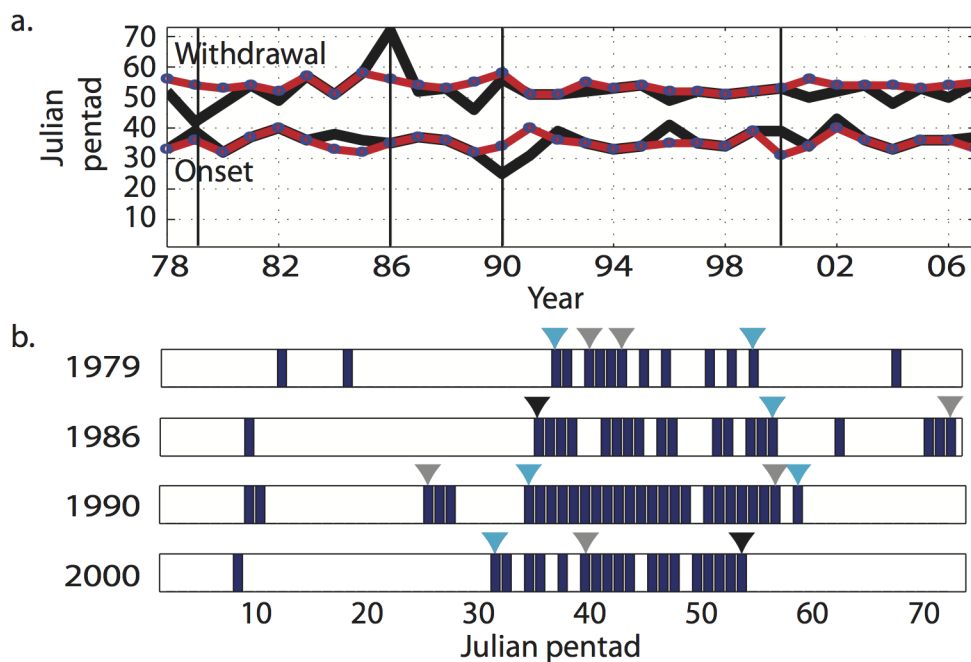 a.
70
60
50
40
30
20
10
Julian
pentad
Withdrawal
Onset
78 82 86 90 94 98 02 06
Year
b.
1979
1986
1990
2000
10 20 30 40 50 60 70
Julian pentad